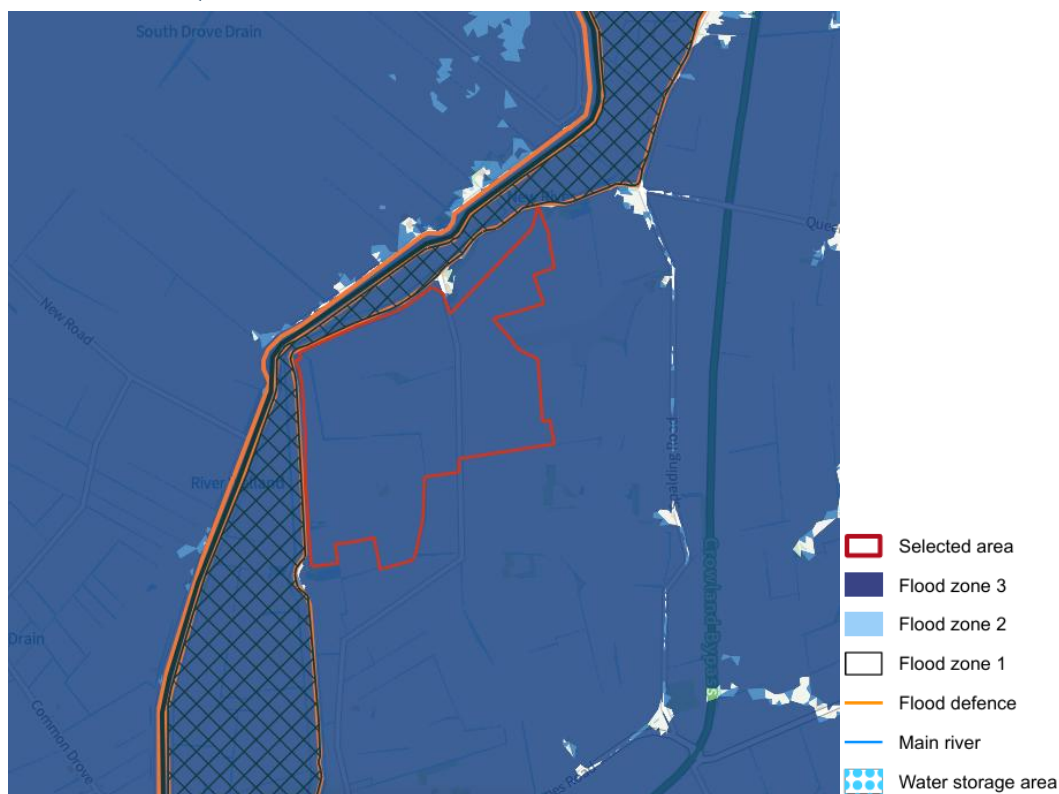 South Drove Drain
New Road
River Welland
Drain
Common Drove
Crowland Bypass
Selected area
Flood zone 3
Flood zone 2
Flood zone 1
Flood defence
Main river
Water storage area